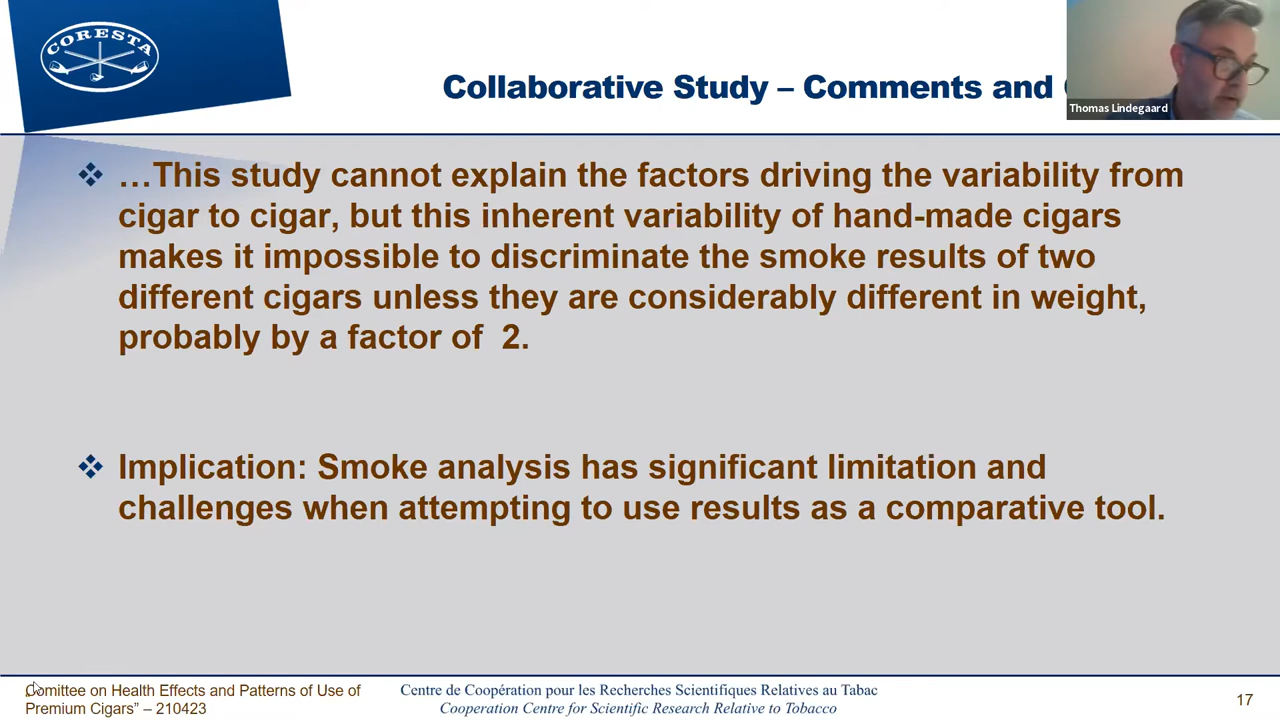 CORESTA
Collaborative Study – Comments and
Thomas Lindegaard
…This study cannot explain the factors driving the variability from
cigar to cigar, but this inherent variability of hand-made cigars
makes it impossible to discriminate the smoke results of two
different cigars unless they are considerably different in weight,
probably by a factor of 2.
Implication: Smoke analysis has significant limitation and
challenges when attempting to use results as a comparative tool.
„Comittee on Health Effects and Patterns of Use of
Premium Cigars” – 210423
Centre de Coopération pour les Recherches Scientifiques Relatives au Tabac
Cooperation Centre for Scientific Research Relative to Tobacco
17